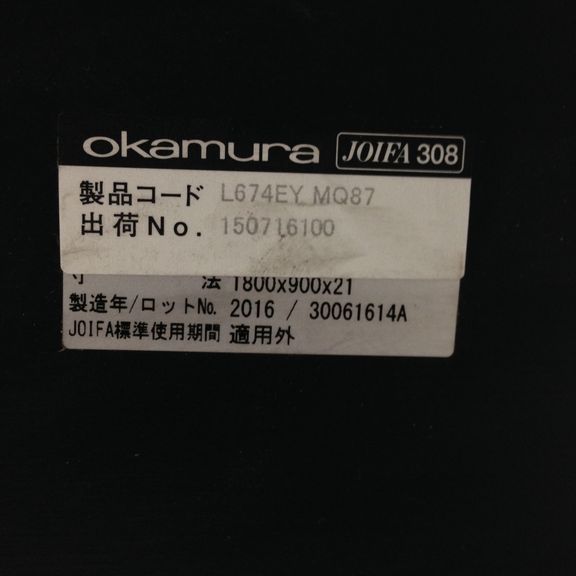 okamura JOIFA 308
製品コード L674EY MQ87
出荷No. 150716100
寸 法 1800x900x21
製造年/ロットNo. 2016 / 30061614A
JOIFA標準使用期間 適用外